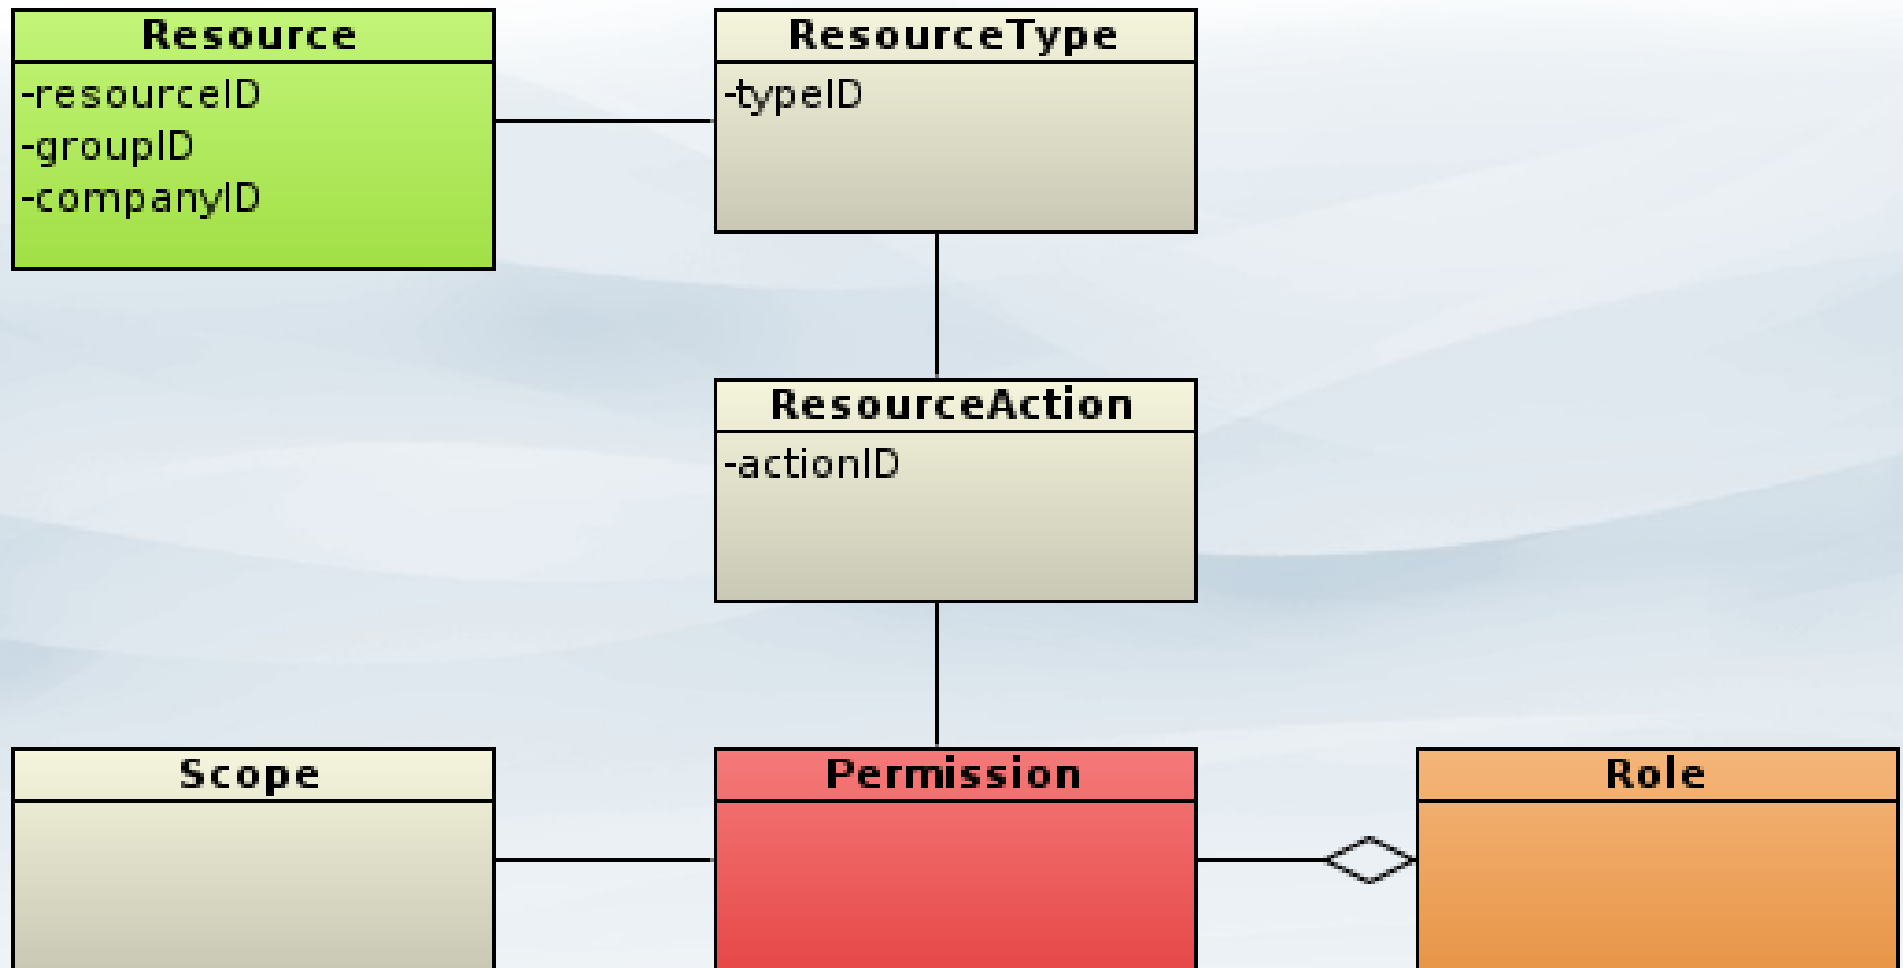 Resource
-resourceID
-groupID
-companyID
ResourceType
-typeID
ResourceAction
-actionID
Scope
Permission
Role